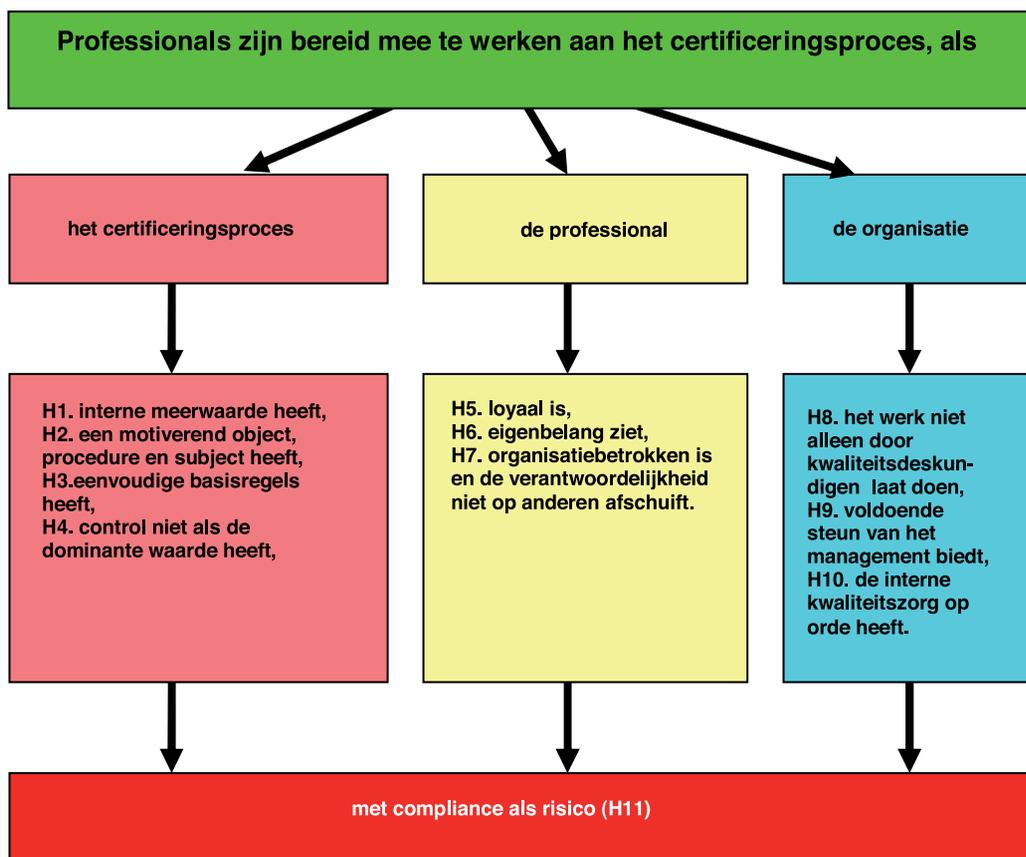 Professionals zijn bereid mee te werken aan het certificeringsproces, als
het certificeringsproces
de professional
de organisatie
H1. interne meerwaarde heeft,
H2. een motiverend object,
procedure en subject heeft,
H3.eenvoudige basisregels
heeft,
H4. control niet als de
dominante waarde heeft,
H5. loyaal is,
H6. eigenbelang ziet,
H7. organisatiebetrokken is
en de verantwoordelijkheid
niet op anderen afschuift.
H8. het werk niet
alleen door
kwaliteitsdeskun-
digen  laat doen,
H9. voldoende
steun van het
management biedt,
H10. de interne
kwaliteitszorg op
orde heeft.
met compliance als risico (H11)